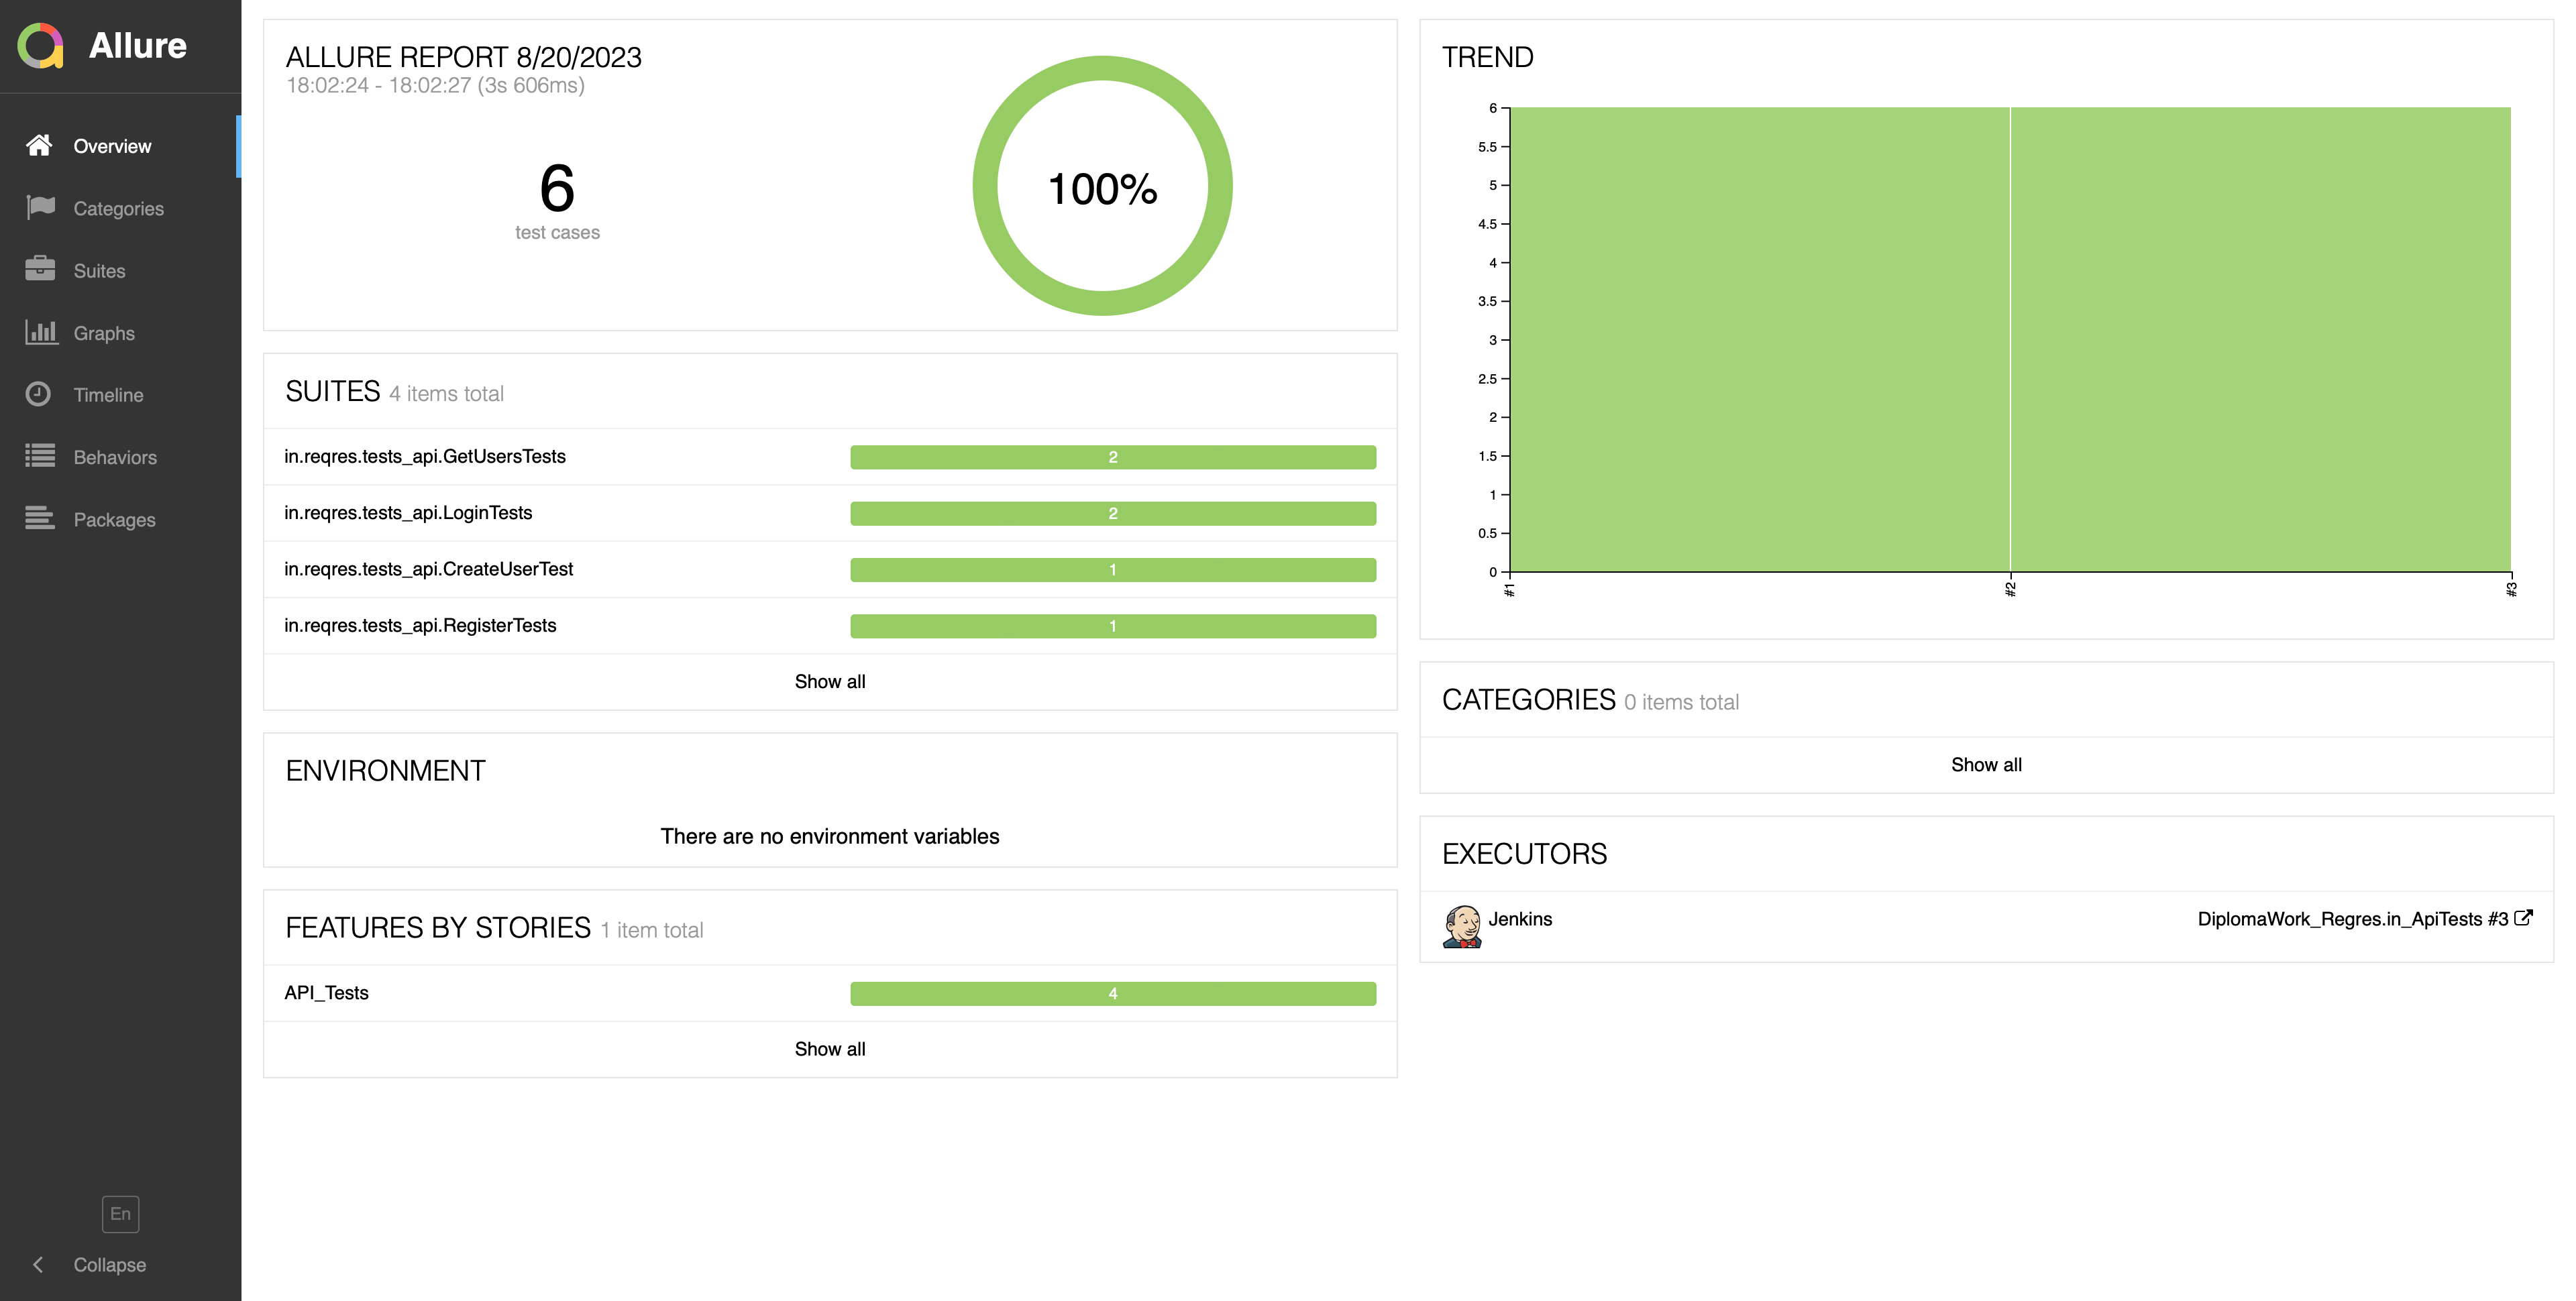 Allure
Overview
Categories
Suites
Graphs
Timeline
Behaviors
Packages
En
Collapse
ALLURE REPORT 8/20/2023
18:02:24 - 18:02:27 (3s 606ms)
6
test cases
100%
SUITES 4 items total
in.reqres.tests_api.GetUsersTests 2
in.reqres.tests_api.LoginTests 2
in.reqres.tests_api.CreateUserTest 1
in.reqres.tests_api.RegisterTests 1
Show all
ENVIRONMENT
There are no environment variables
FEATURES BY STORIES 1 item total
API_Tests 4
Show all
TREND
6
5.5
5
4.5
4
3.5
3
2.5
2
1.5
1
0.5
0
#1 #2 #3
CATEGORIES 0 items total
Show all
EXECUTORS
Jenkins DiplomaWork_Regres.in_ApiTests #3